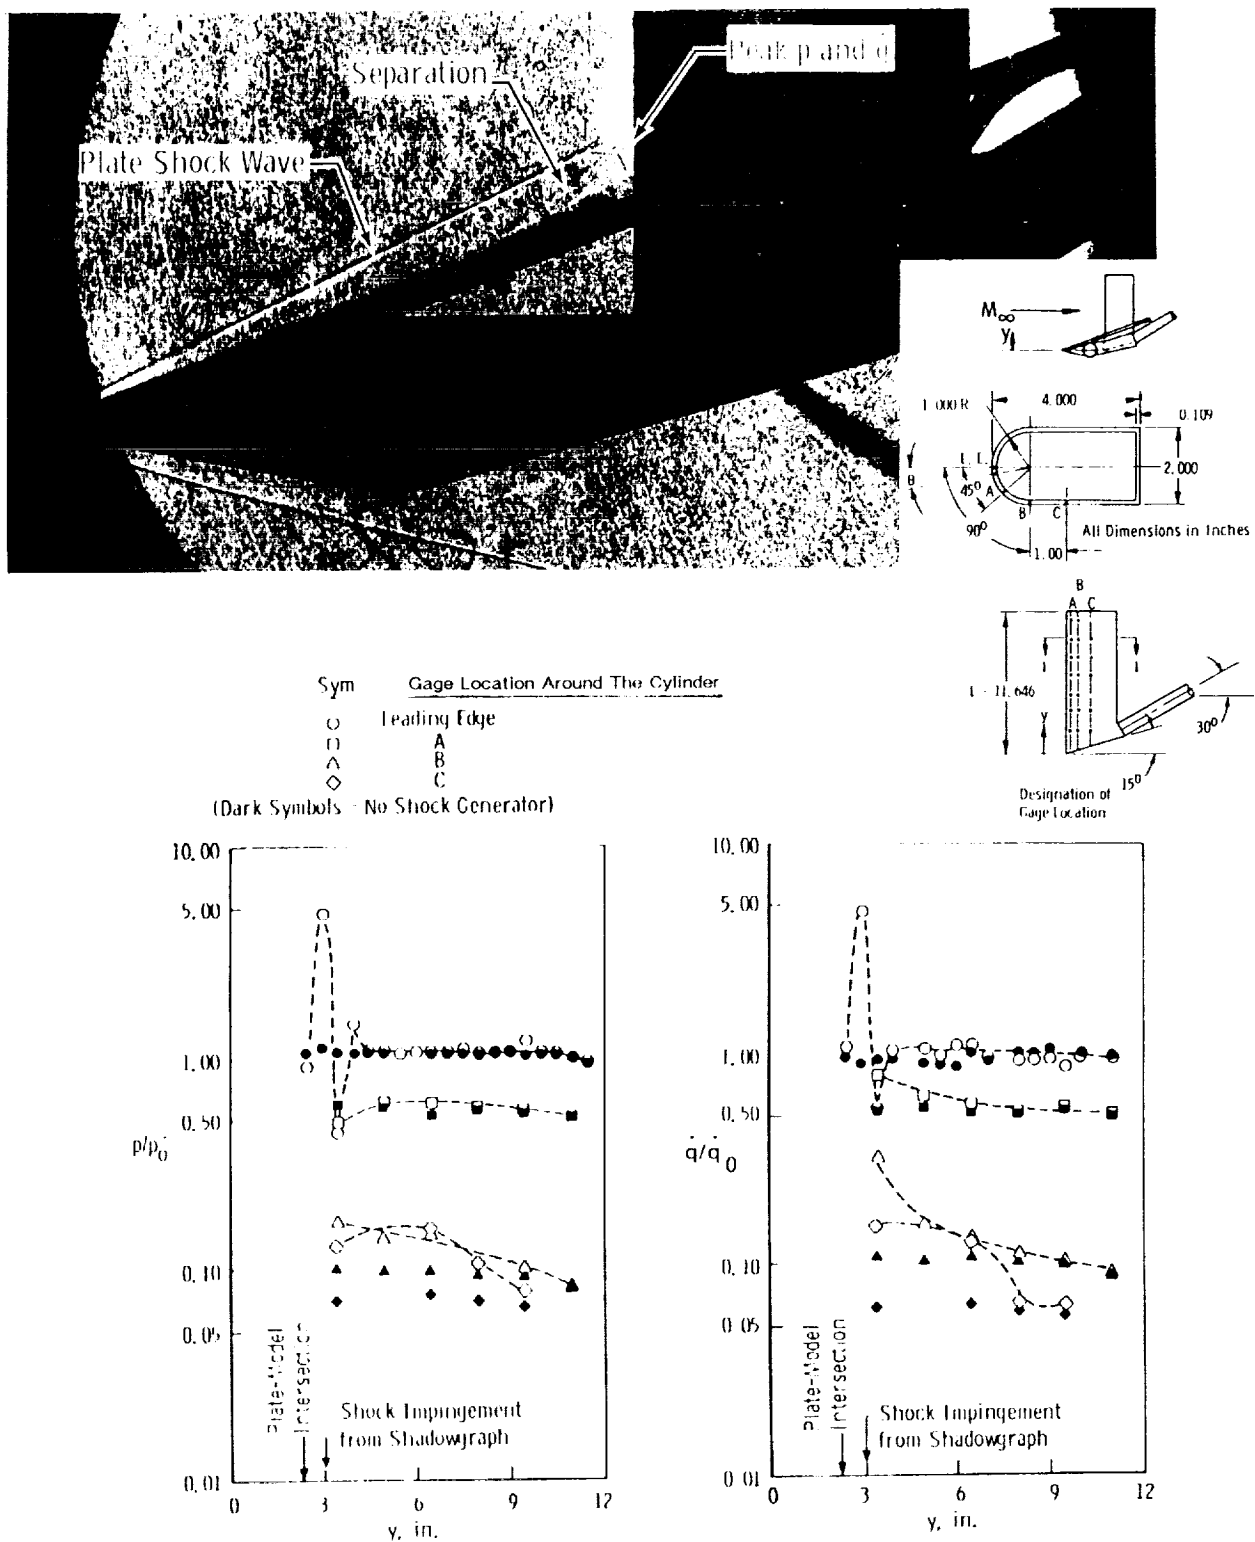 Peak p and q
Separation
Plate Shock Wave
M∞
y
1.000 R
4.000
0.109
2.000
45°
90°
A
B
C
1.00
All Dimensions in Inches
B
A C
L - 11.646
y
30°
15°
Designation of
Gage Location
Sym Gage Location Around The Cylinder
○ Leading Edge
□ A
△ B
◇ C
(Dark Symbols - No Shock Generator)
10.00
5.00
1.00
0.50
p/p₀
0.10
0.05
0.01
Plate-Model
Intersection
Shock Impingement
from Shadowgraph
0 3 6 9 12
y, in.
10.00
5.00
1.00
0.50
q̇/q̇₀
0.10
0.05
0.01
Plate-Model
Intersection
Shock Impingement
from Shadowgraph
0 3 6 9 12
y, in.